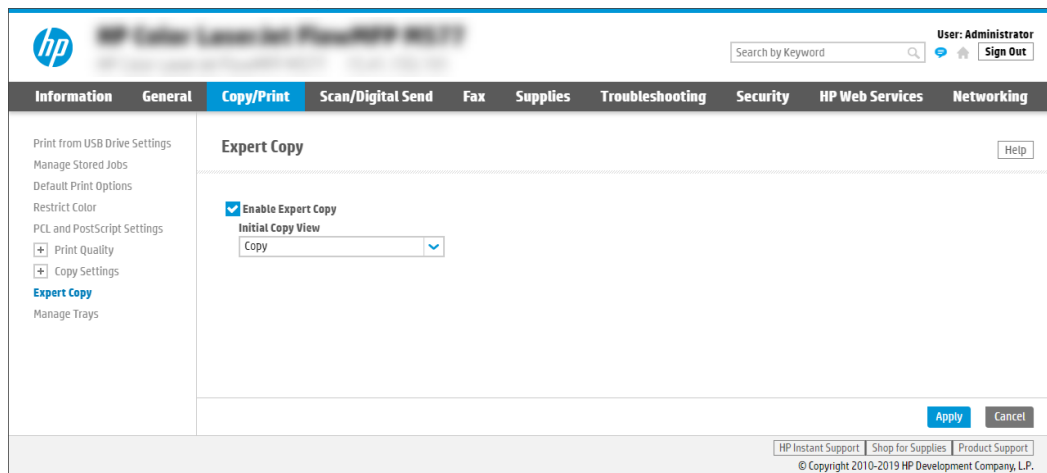 hp
User: Administrator
Search by Keyword
Sign Out
Information General Copy/Print Scan/Digital Send Fax Supplies Troubleshooting Security HP Web Services Networking
Print from USB Drive Settings
Manage Stored Jobs
Default Print Options
Restrict Color
PCL and PostScript Settings
+ Print Quality
+ Copy Settings
Expert Copy
Manage Trays
Expert Copy
Help
Enable Expert Copy
Initial Copy View
Copy
Apply Cancel
HP Instant Support Shop for Supplies Product Support
© Copyright 2010-2019 HP Development Company, L.P.